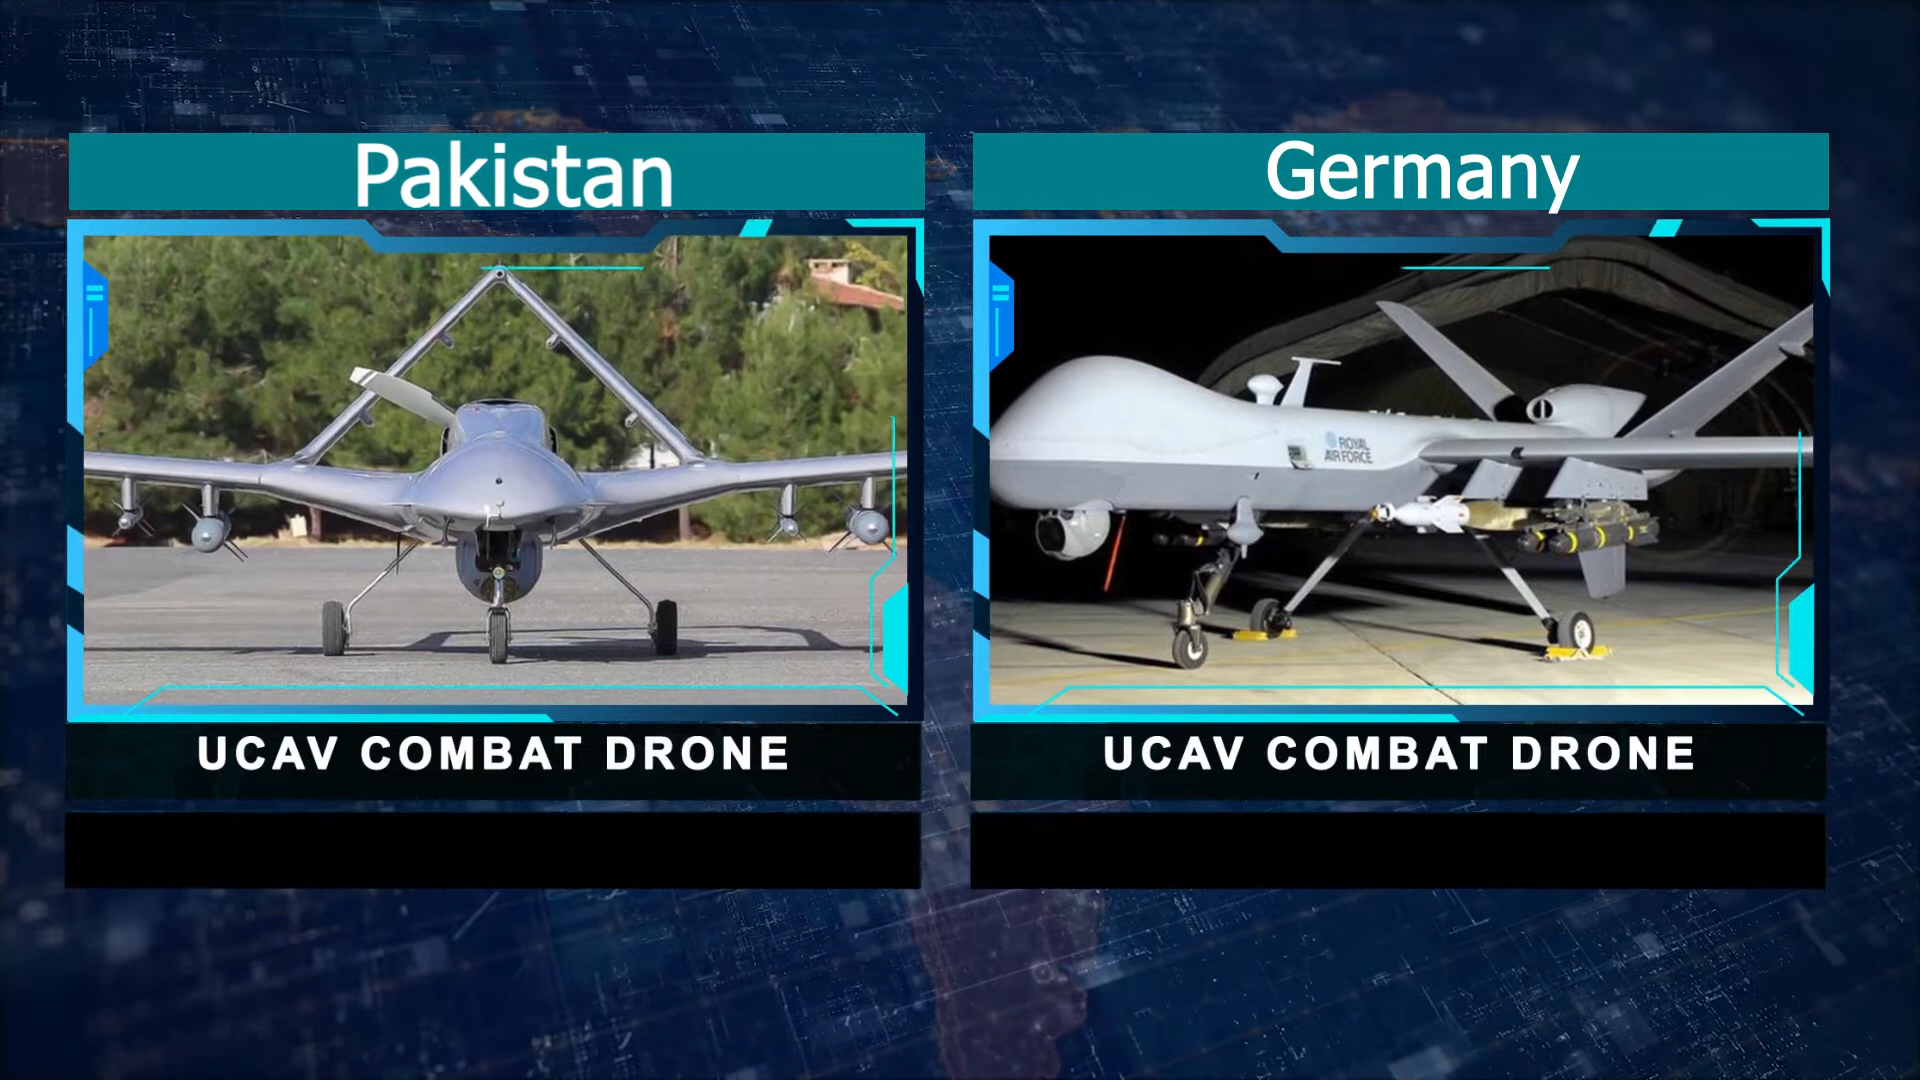 Pakistan
Germany
ROYAL
AIR FORCE
UCAV COMBAT DRONE
UCAV COMBAT DRONE